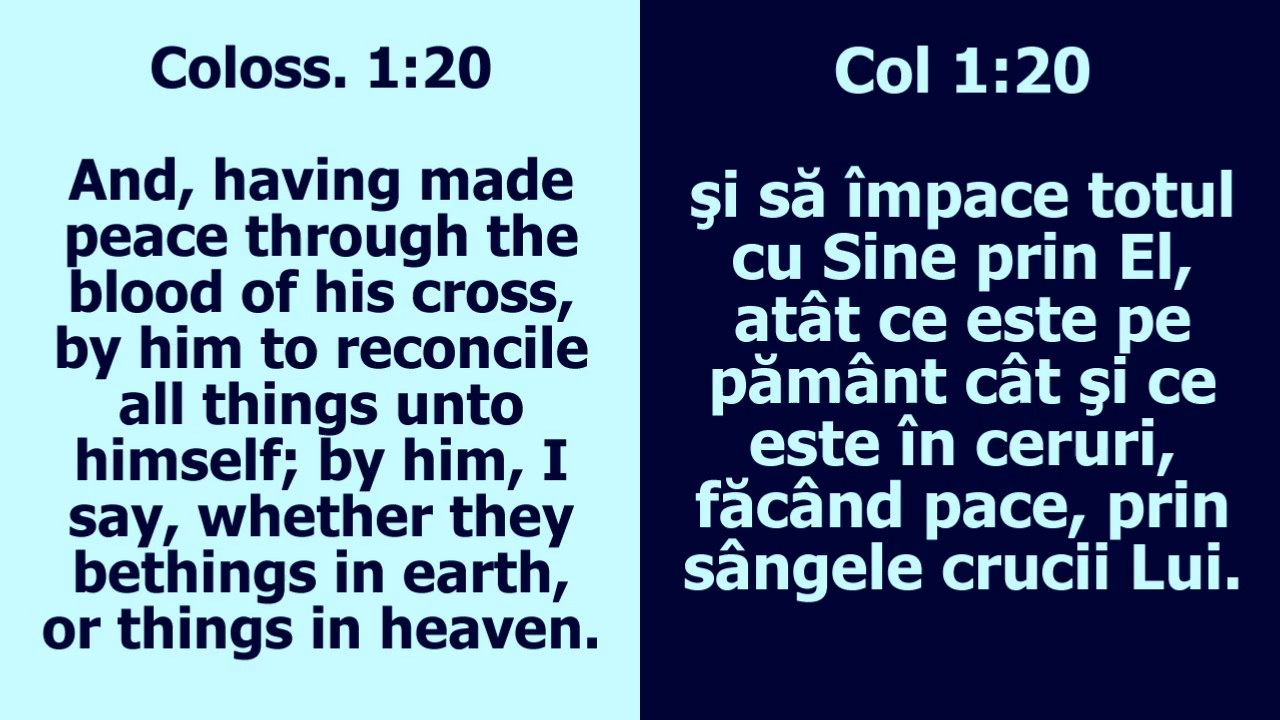 Coloss. 1:20
And, having made
peace through the
blood of his cross,
by him to reconcile
all things unto
himself; by him, I
say, whether they
bethings in earth,
or things in heaven.
Col 1:20
şi să împace totul
cu Sine prin El,
atât ce este pe
pământ cât şi ce
este în ceruri,
făcând pace, prin
sângele crucii Lui.